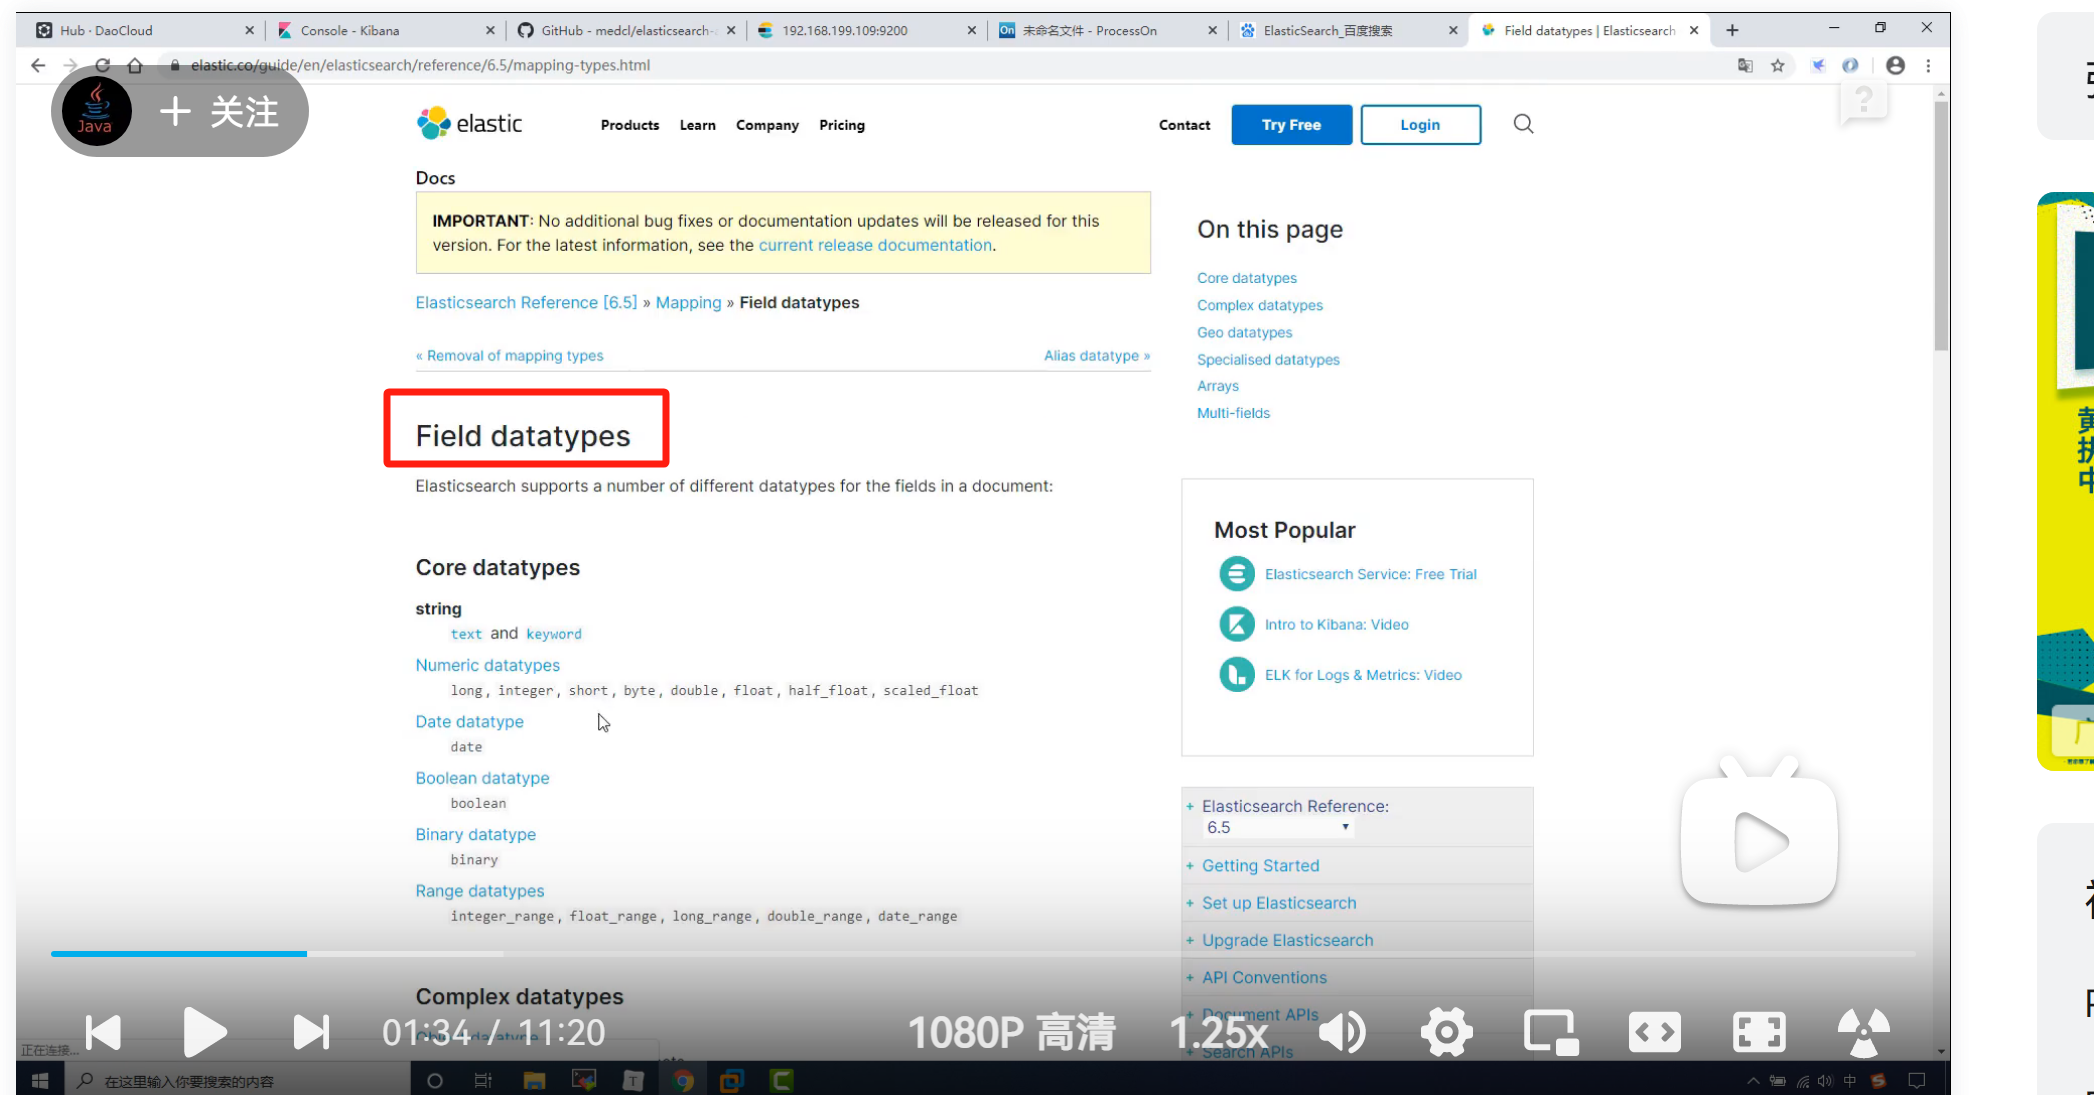 Hub · DaoCloud
Console - Kibana
GitHub - medcl/elasticsearch-
192.168.199.109:9200
On 未命名文件 - ProcessOn
ElasticSearch_百度搜索
Field datatypes | Elasticsearch
elastic.co/guide/en/elasticsearch/reference/6.5/mapping-types.html
Java
+ 关注
elastic
Products Learn Company Pricing
Contact Try Free Login
Docs
IMPORTANT: No additional bug fixes or documentation updates will be released for this
version. For the latest information, see the current release documentation.
Elasticsearch Reference [6.5] » Mapping » Field datatypes
« Removal of mapping types
Alias datatype »
Field datatypes
Elasticsearch supports a number of different datatypes for the fields in a document:
Core datatypes
string
text and keyword
Numeric datatypes
long, integer, short, byte, double, float, half_float, scaled_float
Date datatype
date
Boolean datatype
boolean
Binary datatype
binary
Range datatypes
integer_range, float_range, long_range, double_range, date_range
Complex datatypes
On this page
Core datatypes
Complex datatypes
Geo datatypes
Specialised datatypes
Arrays
Multi-fields
Most Popular
Elasticsearch Service: Free Trial
Intro to Kibana: Video
ELK for Logs & Metrics: Video
+ Elasticsearch Reference:
6.5
+ Getting Started
+ Set up Elasticsearch
+ Upgrade Elasticsearch
+ API Conventions
+ Document APIs
+ Search APIs
01:34 / 11:20
1080P 高清
1.25x
正在连接...
在这里输入你要搜索的内容
T
中